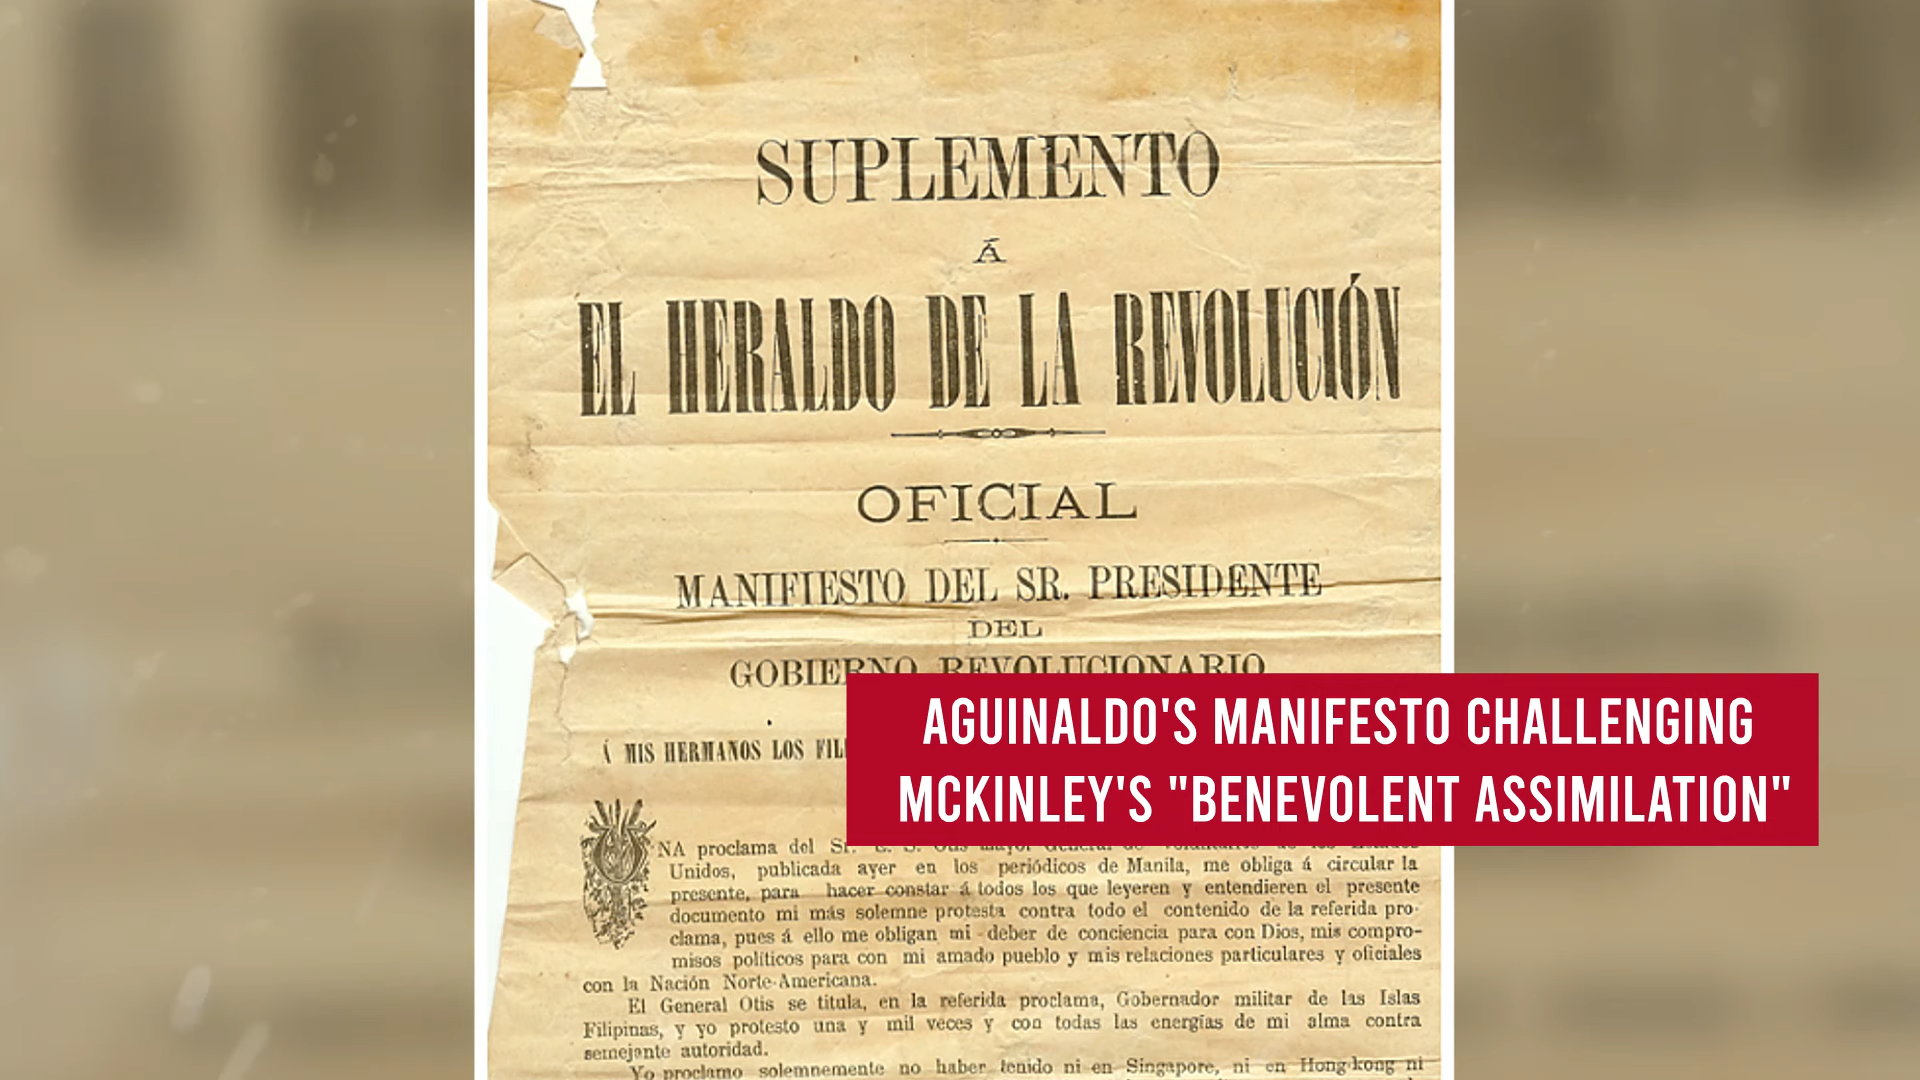 SUPLEMENTO
Á
EL HERALDO DE LA REVOLUCIÓN
OFICIAL
MANIFIESTO DEL SR. PRESIDENTE
DEL
GOBIERNO REVOLUCIONARIO
Á MIS HERMANOS LOS
AGUINALDO'S MANIFESTO CHALLENGING
MCKINLEY'S "BENEVOLENT ASSIMILATION"
NA proclama del Sr. E. S. Otis mayor General de
Unidos, publicada ayer en los periódicos de Manila, me obliga á circular la
presente, para hacer constar á todos los que leyeren y entendieren el presente
documento mi más solemne protesta contra todo el contenido de la referida pro-
clama, pues á ello me obligan mi deber de conciencia para con Dios, mis compro-
misos políticos para con mi amado pueblo y mis relaciones particulares y oficiales
con la Nación Norte-Americana.
El General Otis se titula, en la referida proclama, Gobernador militar de las Islas
Filipinas, y yo protesto una y mil veces y con todas las energías de mi alma contra
semejante autoridad.
Yo proclamo solemnemente no haber tenido ni en Singapore, ni en Hong-kong ni